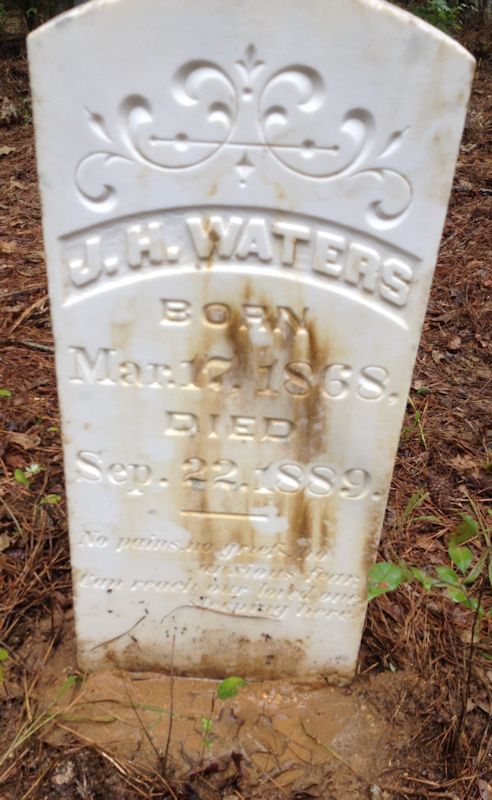 J. H. WATERS
BORN
Mar. 17, 1868,
DIED
Sep. 22, 1889.
No pains, no griefs, no
anxious fear,
Can reach our loved one
sleeping here